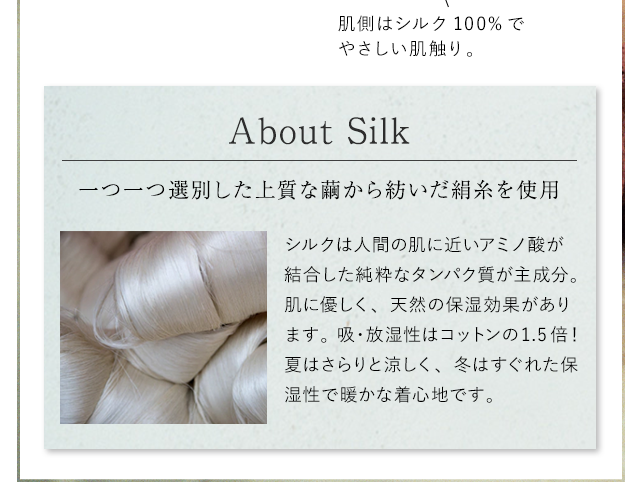 肌側はシルク100%で
やさしい肌触り。
About Silk
一つ一つ選別した上質な繭から紡いだ絹糸を使用
シルクは人間の肌に近いアミノ酸が
結合した純粋なタンパク質が主成分。
肌に優しく、天然の保湿効果があり
ます。吸・放湿性はコットンの1.5倍！
夏はさらりと涼しく、冬はすぐれた保
湿性で暖かな着心地です。